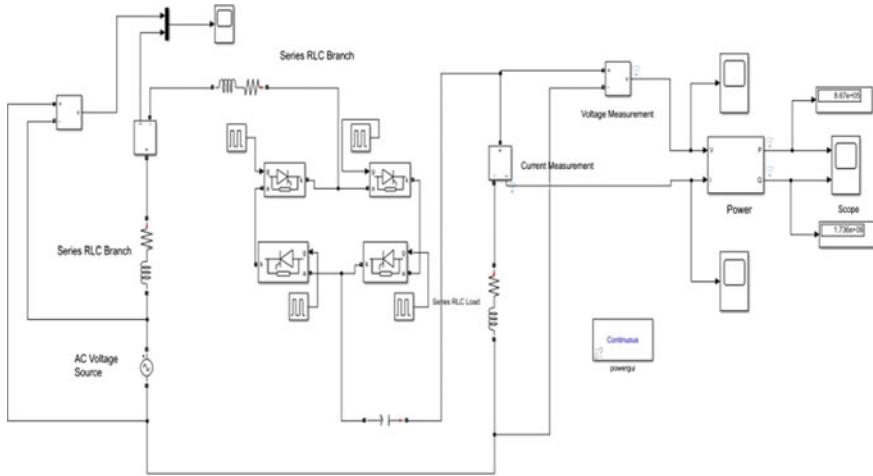 Series RLC Branch
8.67e+05
Voltage Measurement
Current Measurement
V
P
I
Q
Power
Scope
1.736e+06
Series RLC Branch
Series RLC Load
AC Voltage
Source
Continuous
powergui